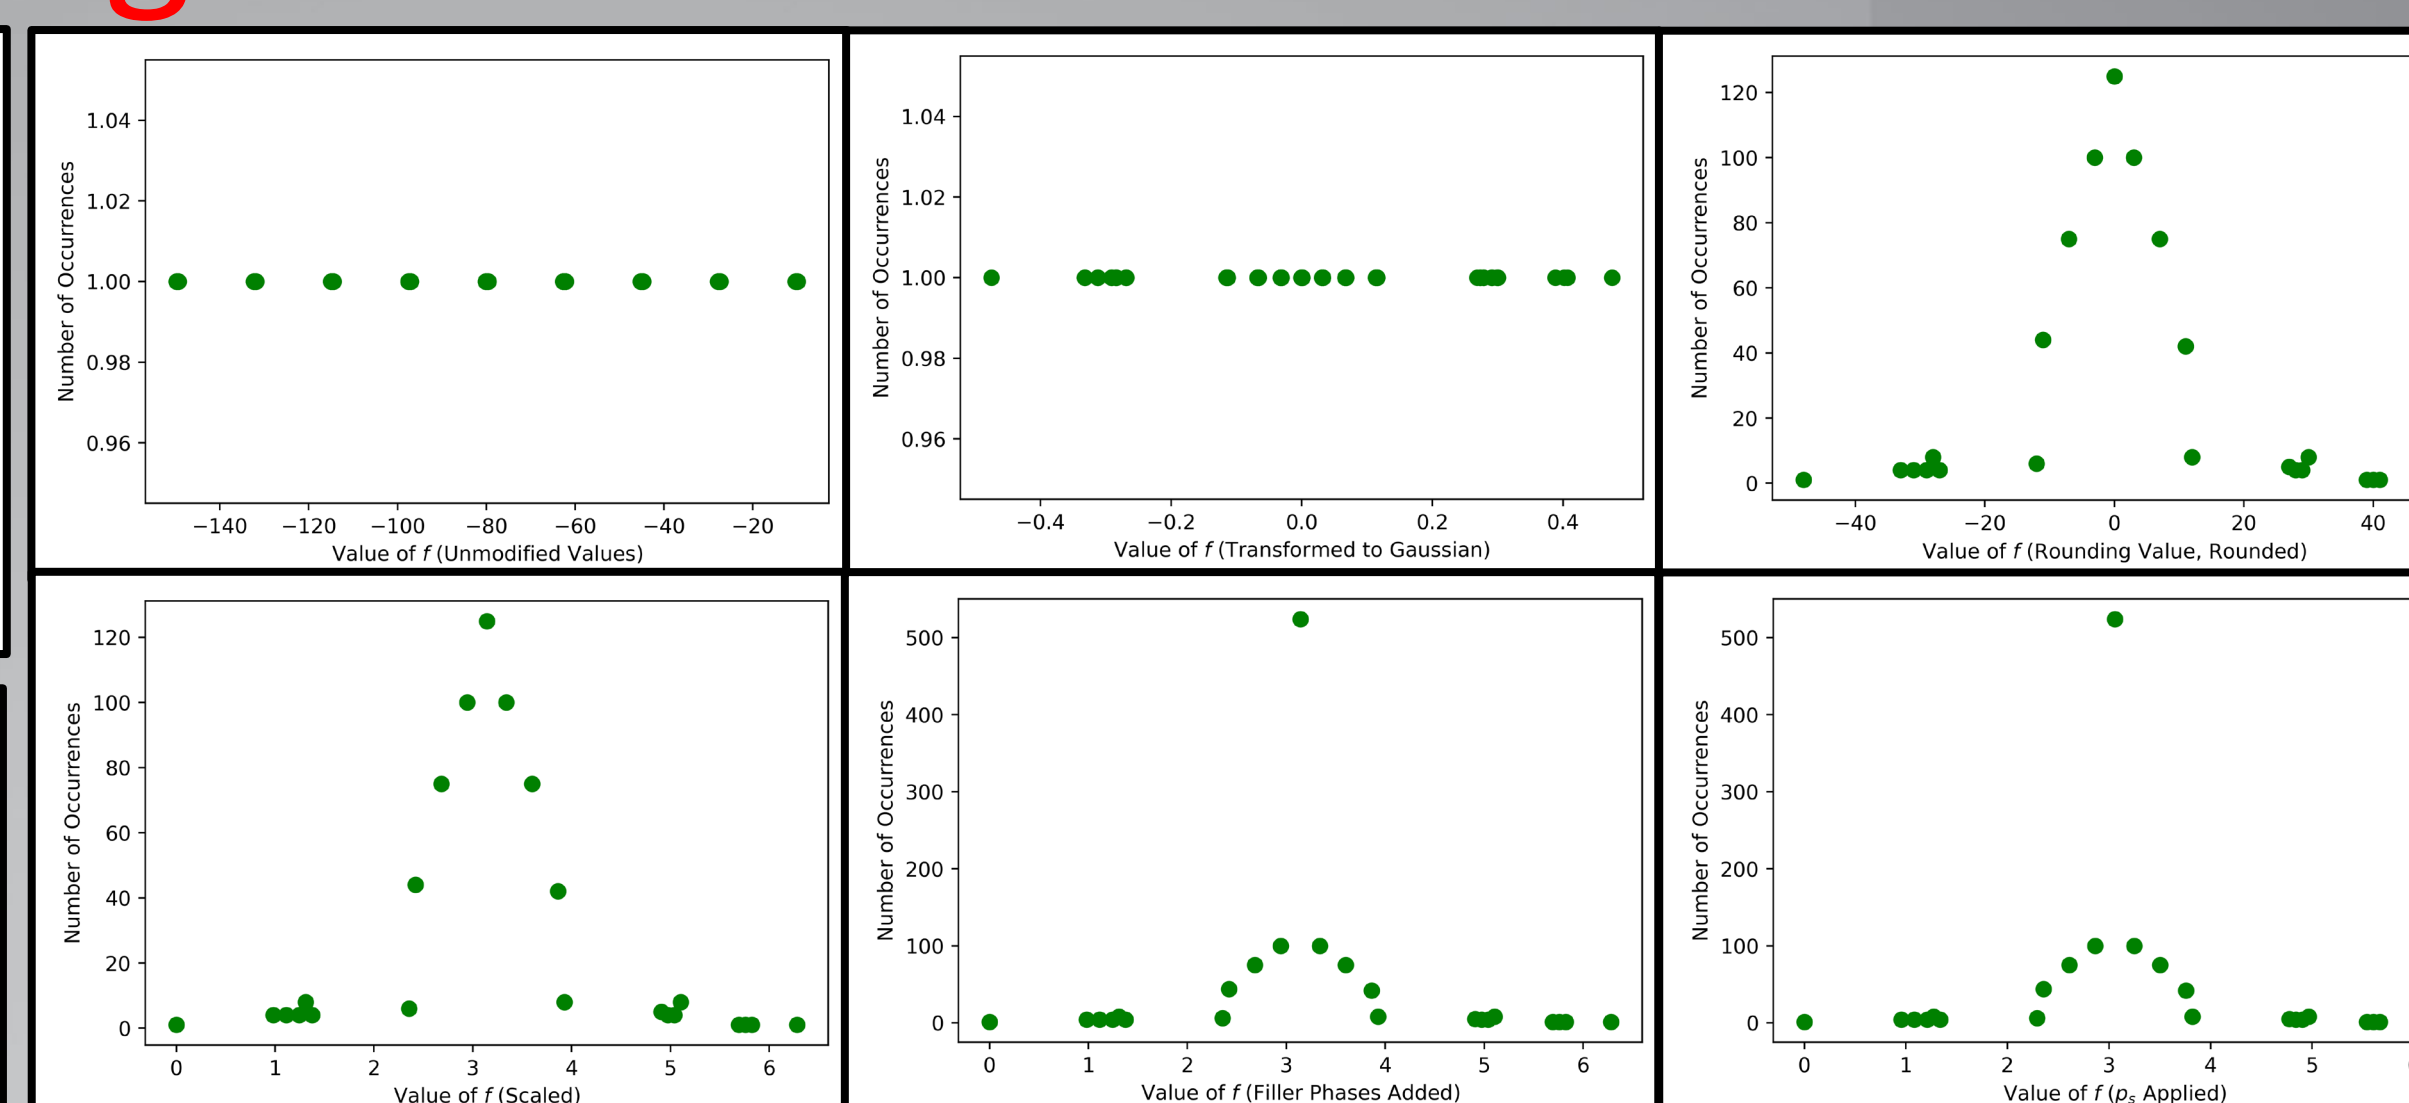 g
1.04
1.02
1.00
0.98
0.96
Number of Occurrences
−140 −120 −100 −80 −60 −40 −20
Value of f (Unmodified Values)
1.04
1.02
1.00
0.98
0.96
Number of Occurrences
−0.4 −0.2 0.0 0.2 0.4
Value of f (Transformed to Gaussian)
120
100
80
60
40
20
0
Number of Occurrences
−40 −20 0 20 40
Value of f (Rounding Value, Rounded)
120
100
80
60
40
20
0
Number of Occurrences
0 1 2 3 4 5 6
Value of f (Scaled)
500
400
300
200
100
0
Number of Occurrences
0 1 2 3 4 5 6
Value of f (Filler Phases Added)
500
400
300
200
100
0
Number of Occurrences
0 1 2 3 4 5
Value of f (pₛ Applied)